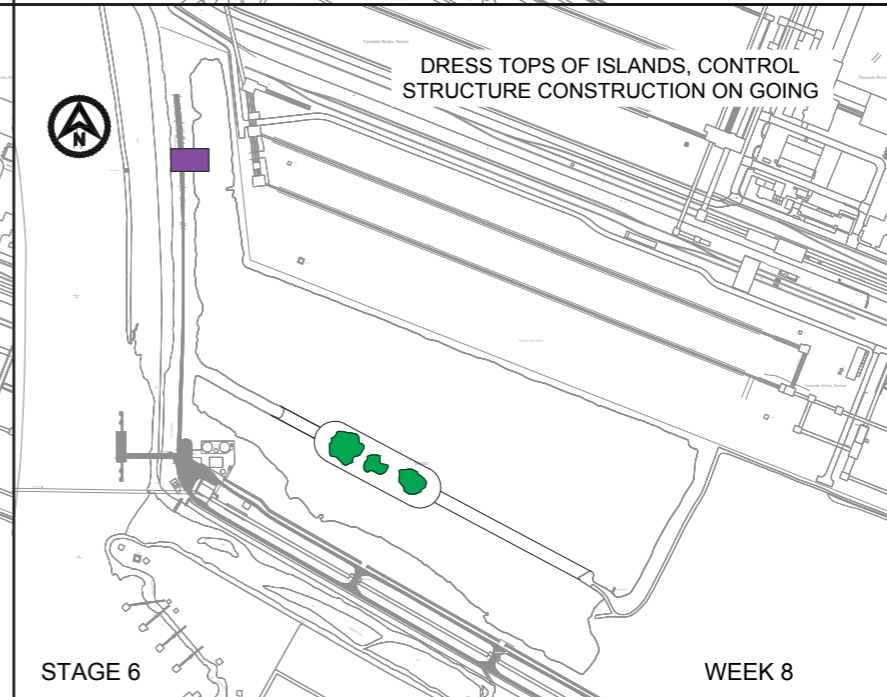 DRESS TOPS OF ISLANDS, CONTROL
STRUCTURE CONSTRUCTION ON GOING
N
STAGE 6
WEEK 8